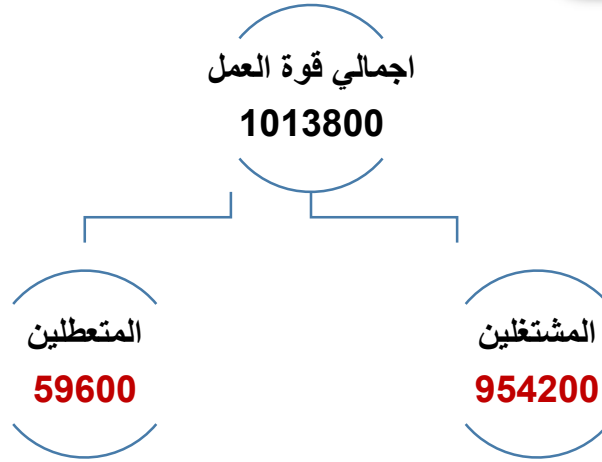 اجمالي قوة العمل
1013800
المشتغلين
954200
المتعطلين
59600